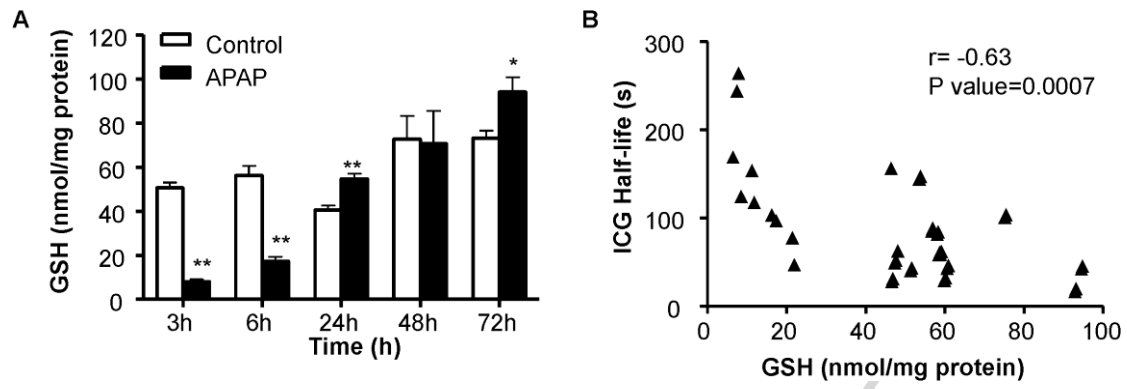 A
GSH (nmol/mg protein)
120
100
80
60
40
20
0
Control
APAP
**
**
**
*
3h
6h
24h
48h
72h
Time (h)
B
ICG Half-life (s)
300
200
100
0
r= -0.63
P value=0.0007
0
20
40
60
80
100
GSH (nmol/mg protein)